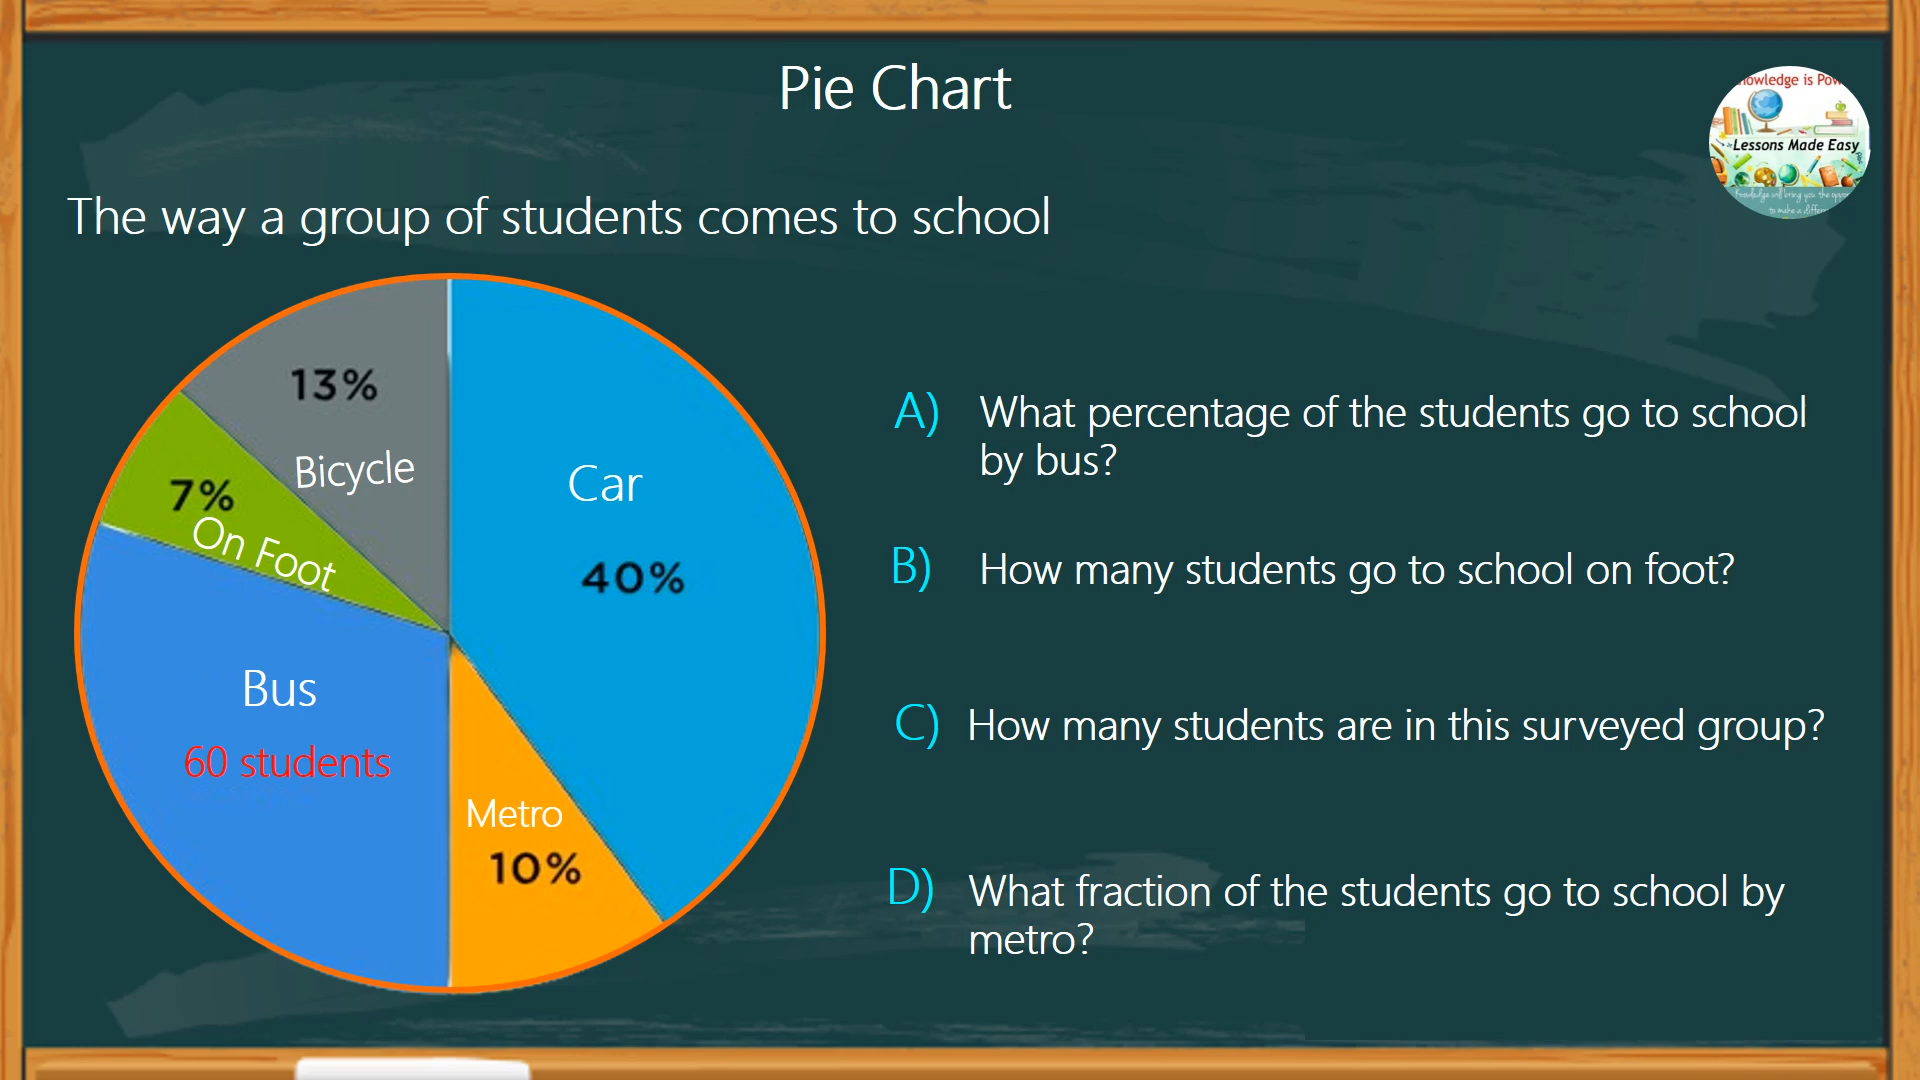 Pie Chart
nowledge is Pow
Lessons Made Easy
The way a group of students comes to school
13%
Bicycle
Car
7%
On Foot
40%
Bus
60 students
Metro
10%
A) What percentage of the students go to school
by bus?
B) How many students go to school on foot?
C) How many students are in this surveyed group?
D) What fraction of the students go to school by
metro?